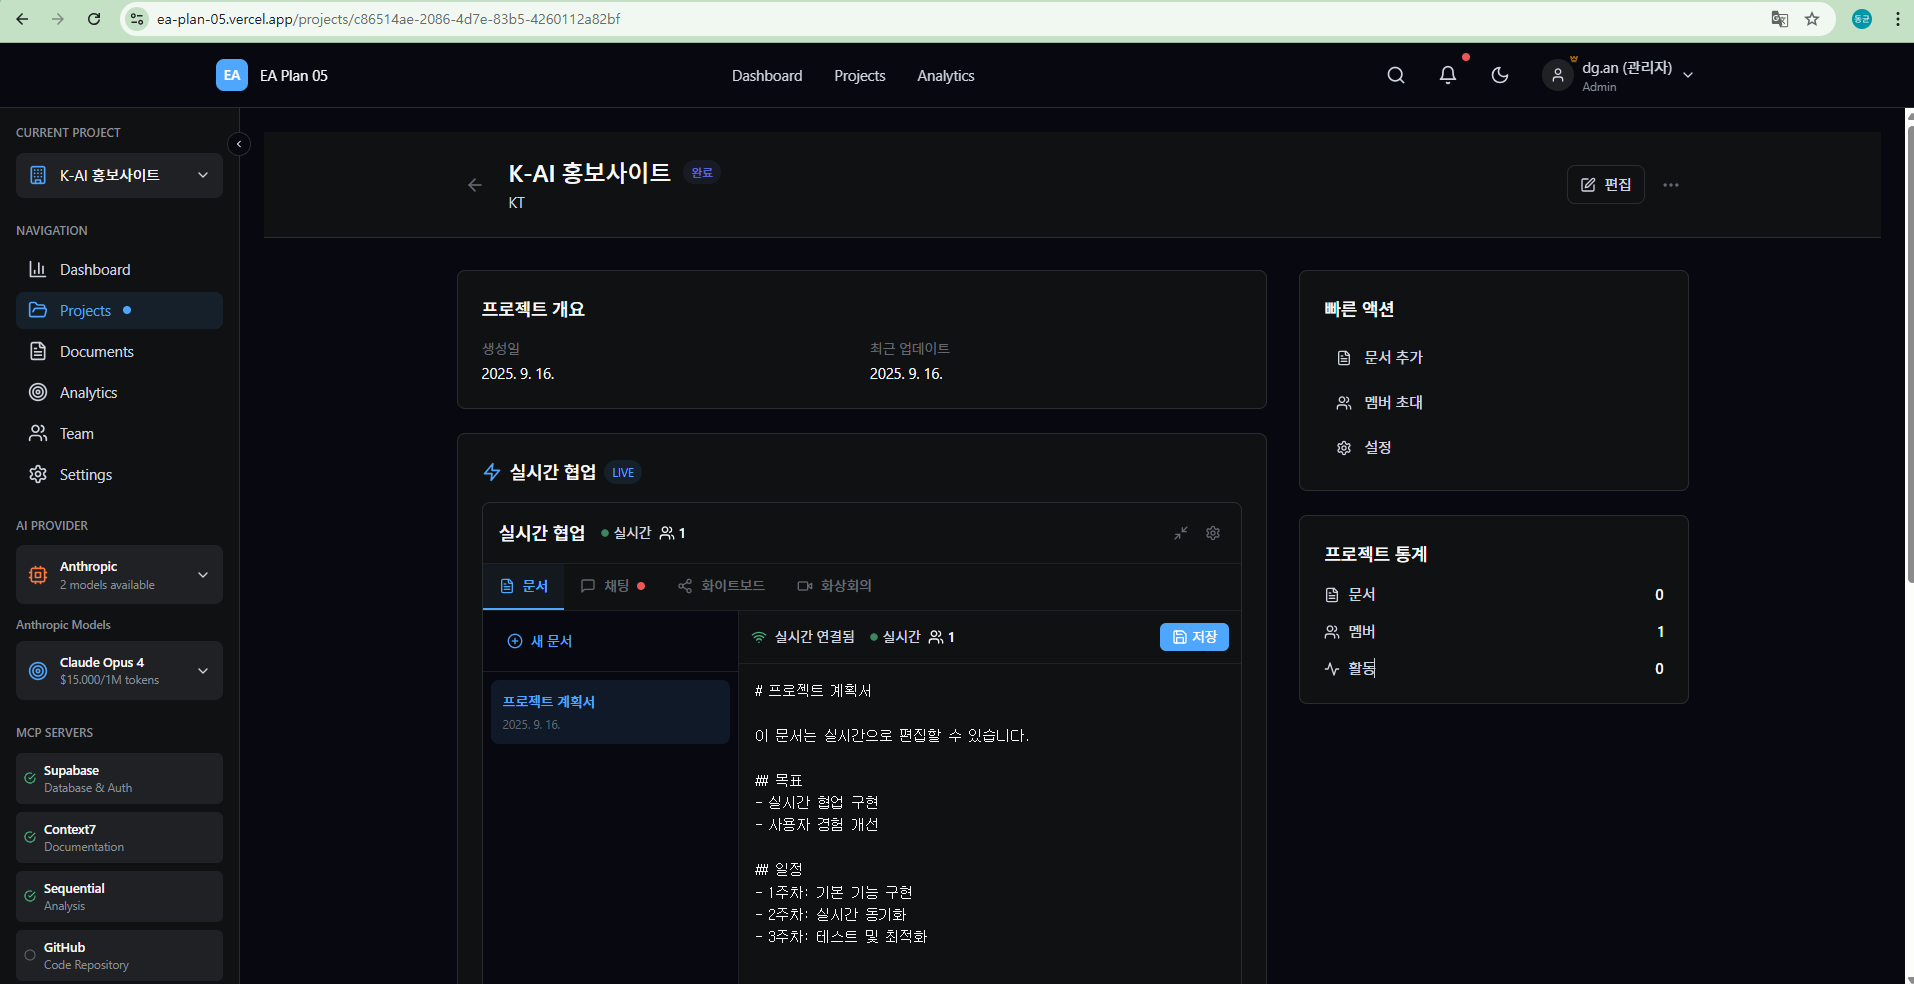 ea-plan-05.vercel.app/projects/c86514ae-2086-4d7e-83b5-4260112a82bf
동균
EA EA Plan 05
Dashboard Projects Analytics
dg.an (관리자)
Admin
CURRENT PROJECT
K-AI 홍보사이트
NAVIGATION
Dashboard
Projects
Documents
Analytics
Team
Settings
AI PROVIDER
Anthropic
2 models available
Anthropic Models
Claude Opus 4
$15.000/1M tokens
MCP SERVERS
Supabase
Database & Auth
Context7
Documentation
Sequential
Analysis
GitHub
Code Repository
K-AI 홍보사이트 완료
KT
편집
프로젝트 개요
생성일
2025. 9. 16.
최근 업데이트
2025. 9. 16.
실시간 협업 LIVE
실시간 협업 실시간 1
문서 채팅 화이트보드 화상회의
새 문서
프로젝트 계획서
2025. 9. 16.
실시간 연결됨 실시간 1 저장
# 프로젝트 계획서
이 문서는 실시간으로 편집할 수 있습니다.
## 목표
- 실시간 협업 구현
- 사용자 경험 개선
## 일정
- 1주차: 기본 기능 구현
- 2주차: 실시간 동기화
- 3주차: 테스트 및 최적화
빠른 액션
문서 추가
멤버 초대
설정
프로젝트 통계
문서 0
멤버 1
활동 0